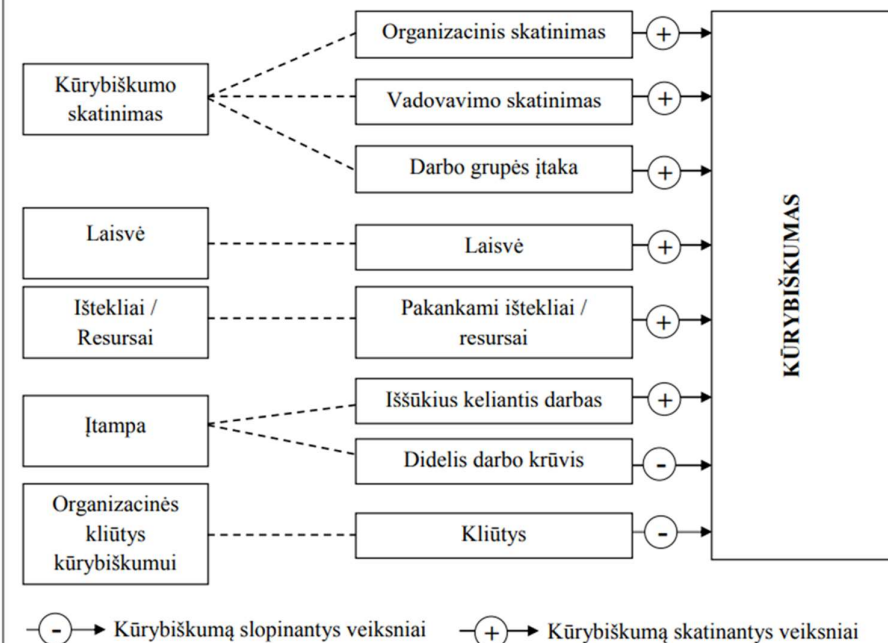 Kūrybiškumo
skatinimas
Organizacinis skatinimas
+
Vadovavimo skatinimas
+
Darbo grupės įtaka
+
Laisvė
Laisvė
+
Ištekliai /
Resursai
Pakankami ištekliai /
resursai
+
Įtampa
Iššūkius keliantis darbas
+
Didelis darbo krūvis
-
Organizacinės
kliūtys
kūrybiškumui
Kliūtys
-
KŪRYBIŠKUMAS
- Kūrybiškumą slopinantys veiksniai
+ Kūrybiškumą skatinantys veiksniai